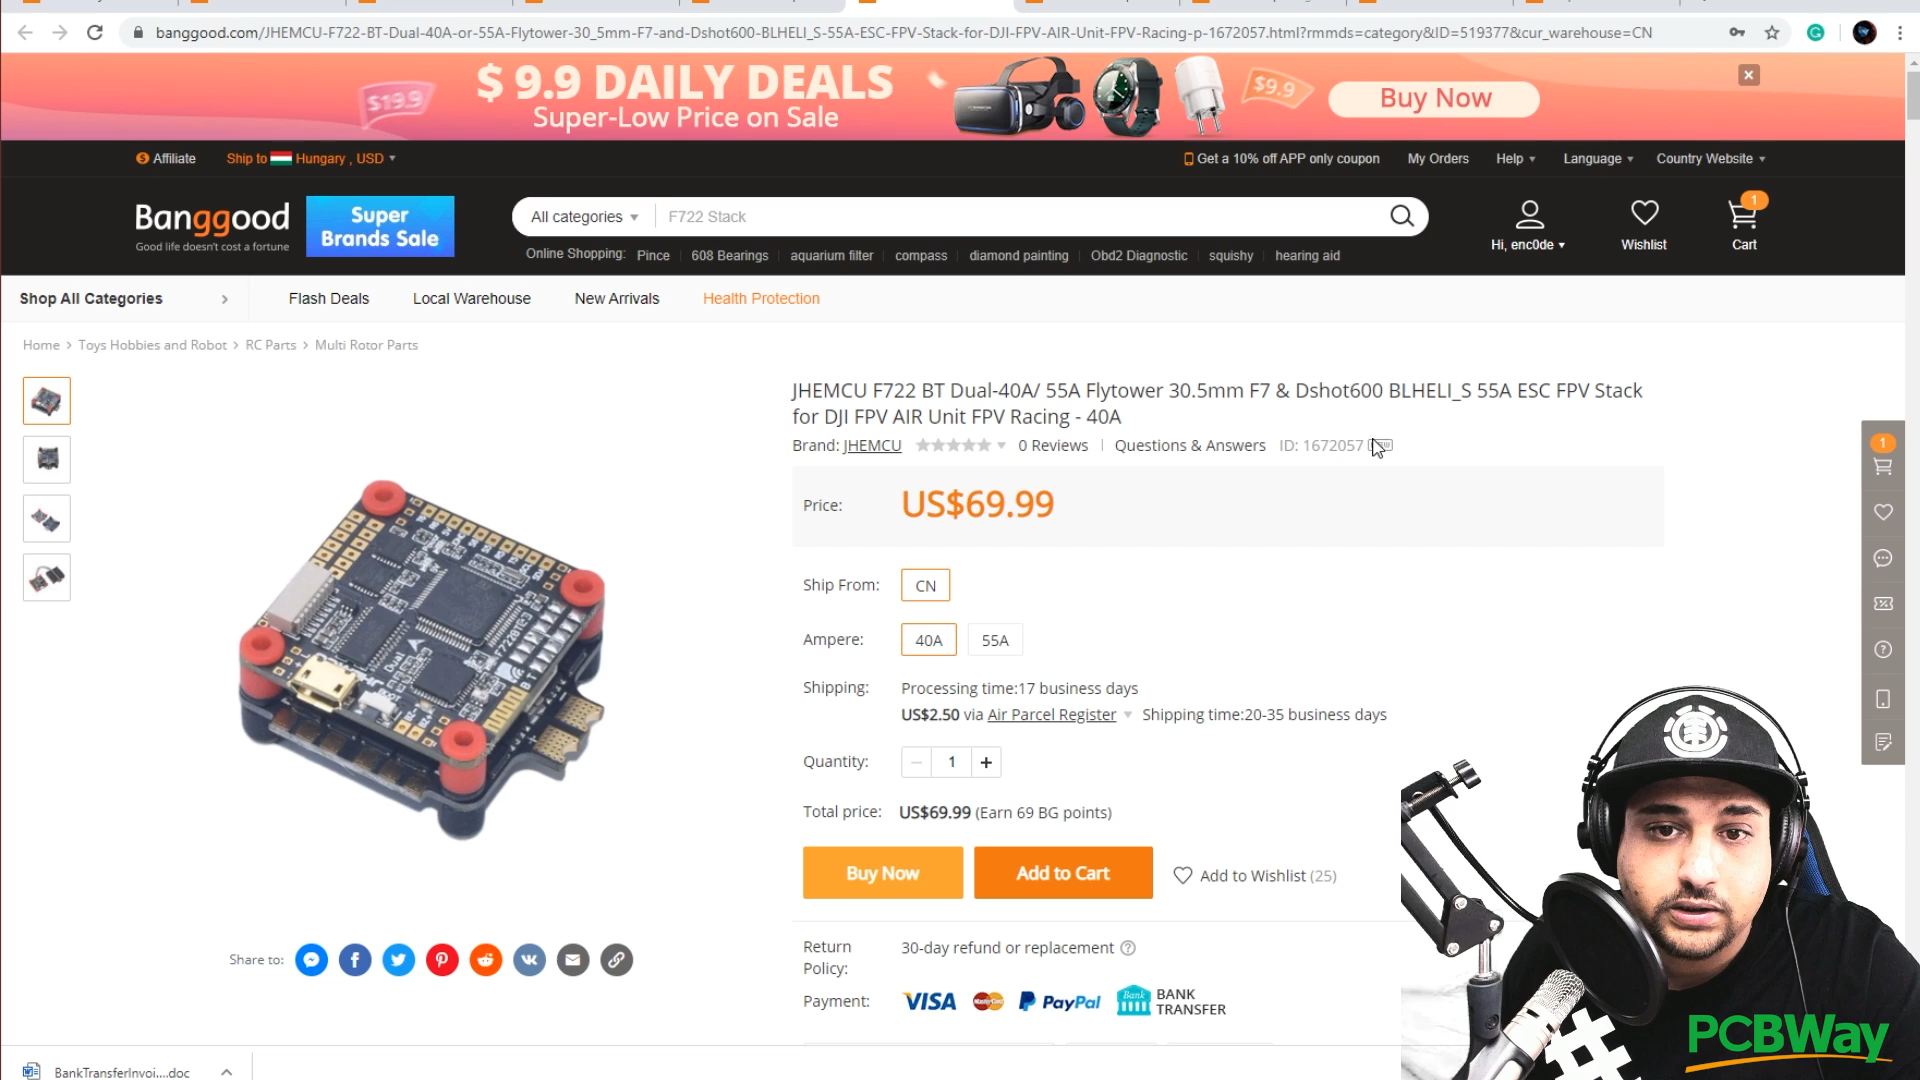 banggood.com/JHEMCU-F722-BT-Dual-40A-or-55A-Flytower-30_5mm-F7-and-Dshot600-BLHELI_S-55A-ESC-FPV-Stack-for-DJI-FPV-AIR-Unit-FPV-Racing-p-1672057.html?rmmds=category&ID=519377&cur_warehouse=CN
$19.9
$ 9.9 DAILY DEALS
Super-Low Price on Sale
$9.9
Buy Now
Affiliate
Ship to Hungary , USD
Get a 10% off APP only coupon
My Orders
Help
Language
Country Website
Banggood
Good life doesn't cost a fortune
Super
Brands Sale
All categories
F722 Stack
Online Shopping: Pince 608 Bearings aquarium filter compass diamond painting Obd2 Diagnostic squishy hearing aid
Hi, enc0de
Wishlist
1
Cart
Shop All Categories
Flash Deals
Local Warehouse
New Arrivals
Health Protection
Home > Toys Hobbies and Robot > RC Parts > Multi Rotor Parts
JHEMCU F722 BT Dual-40A/ 55A Flytower 30.5mm F7 & Dshot600 BLHELI_S 55A ESC FPV Stack
for DJI FPV AIR Unit FPV Racing - 40A
Brand: JHEMCU 0 Reviews Questions & Answers ID: 1672057
Price: US$69.99
Ship From: CN
Ampere: 40A 55A
Shipping: Processing time:17 business days
US$2.50 via Air Parcel Register Shipping time:20-35 business days
Quantity: 1 +
Total price: US$69.99 (Earn 69 BG points)
Buy Now
Add to Cart
Add to Wishlist (25)
Return
Policy:
30-day refund or replacement
Payment: VISA MasterCard PayPal Bank BANK
TRANSFER
Share to:
1
Dual
BOOT
F722BT
BT
PCBWay
BankTransferInvoi....doc